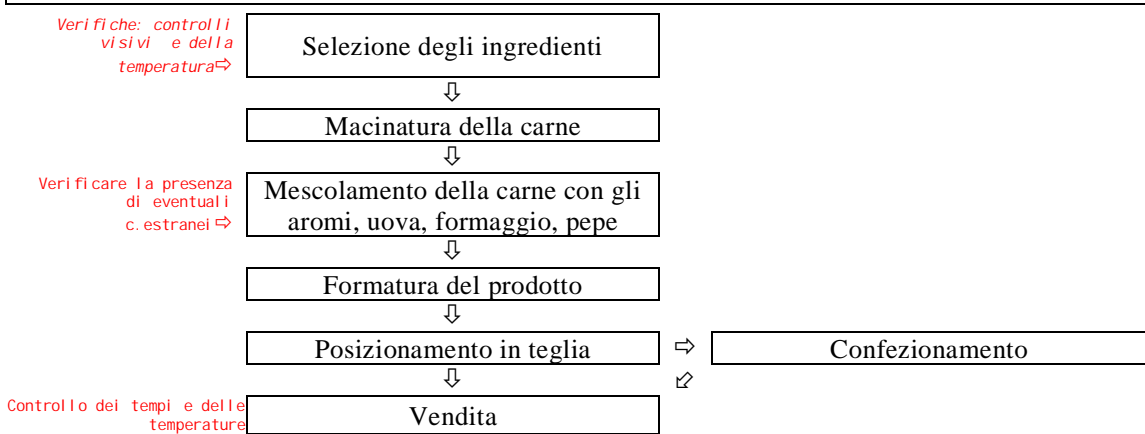 Verifiche: controlli
visivi e della
temperatura⇨
Selezione degli ingredienti
⇩
Macinatura della carne
⇩
Verificare la presenza
di eventuali
c.estranei⇨
Mescolamento della carne con gli
aromi, uova, formaggio, pepe
⇩
Formatura del prodotto
⇩
Posizionamento in teglia
⇨
Confezionamento
⇩
⬃
Controllo dei tempi e delle
temperature
Vendita